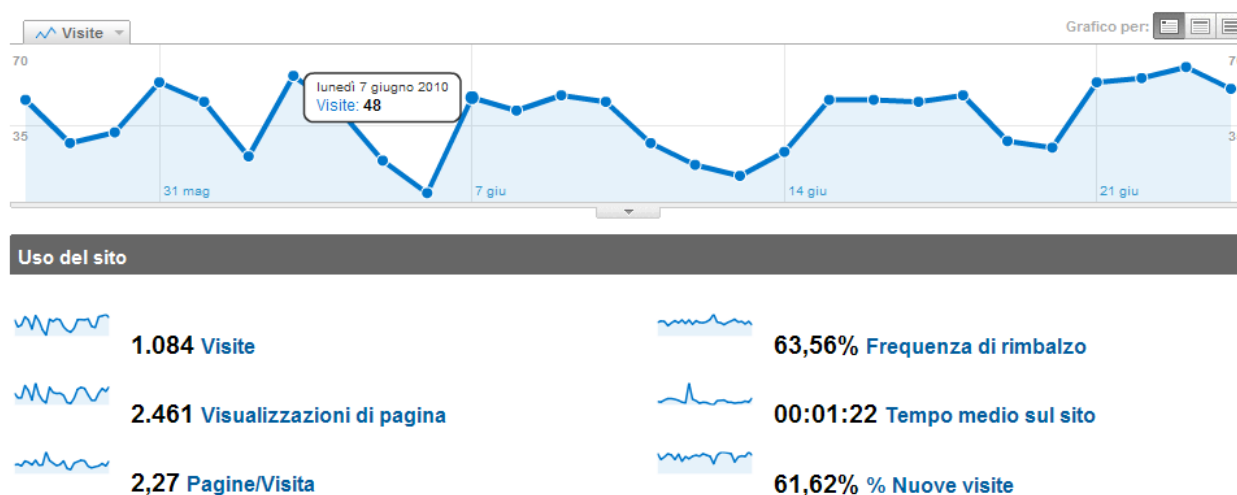 Visite
Grafico per:
70
70
lunedì 7 giugno 2010
Visite: 48
35
31 mag
7 giu
14 giu
21 giu
Uso del sito
1.084 Visite
63,56% Frequenza di rimbalzo
2.461 Visualizzazioni di pagina
00:01:22 Tempo medio sul sito
2,27 Pagine/Visita
61,62% % Nuove visite